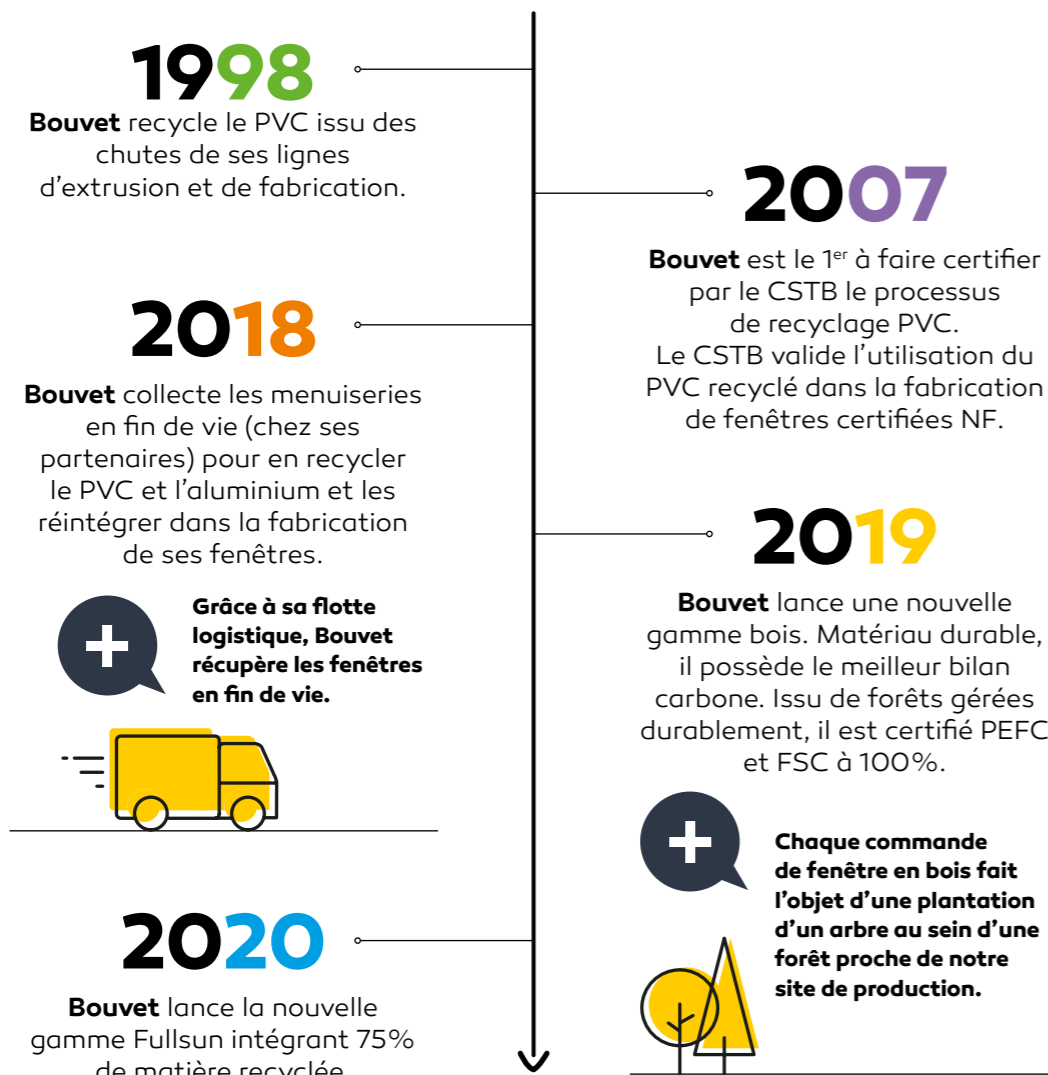 1998
Bouvet recycle le PVC issu des
chutes de ses lignes
d'extrusion et de fabrication.
2007
Bouvet est le 1er à faire certifier
par le CSTB le processus
de recyclage PVC.
Le CSTB valide l'utilisation du
PVC recyclé dans la fabrication
de fenêtres certifiées NF.
2018
Bouvet collecte les menuiseries
en fin de vie (chez ses
partenaires) pour en recycler
le PVC et l'aluminium et les
réintégrer dans la fabrication
de ses fenêtres.
Grâce à sa flotte
logistique, Bouvet
récupère les fenêtres
en fin de vie.
2019
Bouvet lance une nouvelle
gamme bois. Matériau durable,
il possède le meilleur bilan
carbone. Issu de forêts gérées
durablement, il est certifié PEFC
et FSC à 100%.
Chaque commande
de fenêtre en bois fait
l'objet d'une plantation
d'un arbre au sein d'une
forêt proche de notre
site de production.
2020
Bouvet lance la nouvelle
gamme Fullsun intégrant 75%
de matière recyclée